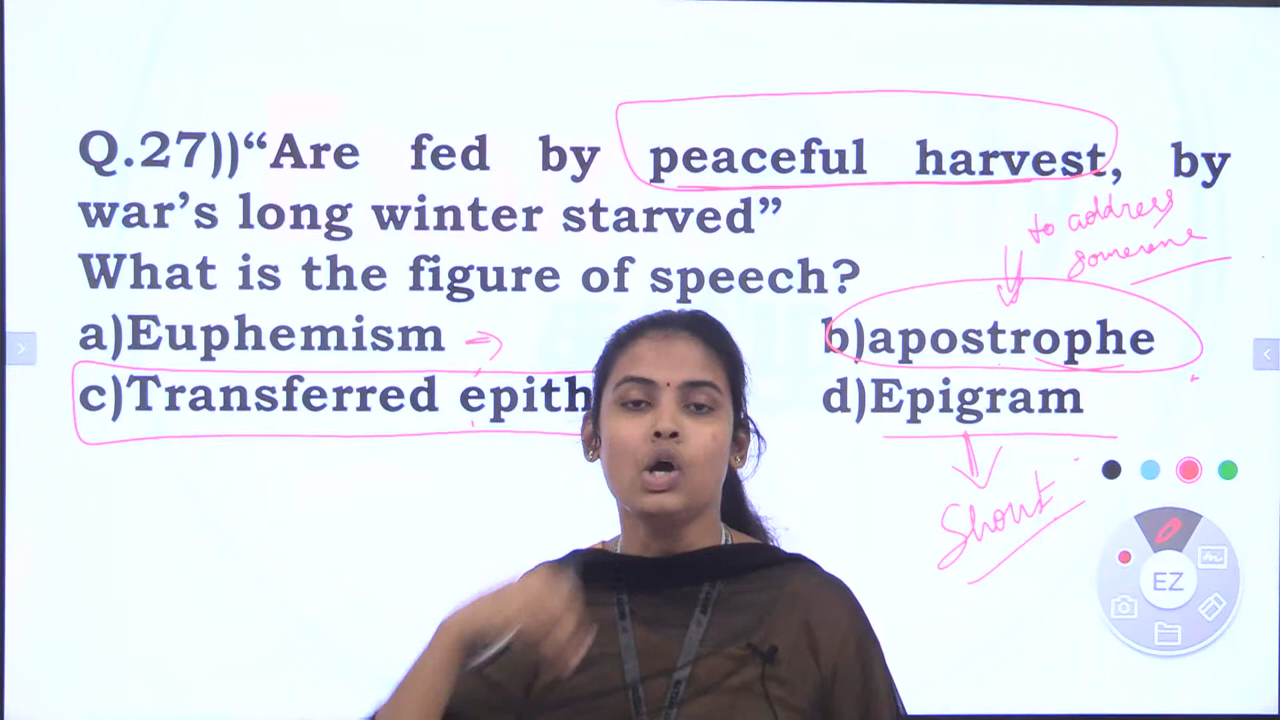 Q.27))“Are fed by peaceful harvest, by
war’s long winter starved”
What is the figure of speech?
a)Euphemism b)apostrophe
c)Transferred epith d)Epigram
to address
someone
Short
EZ